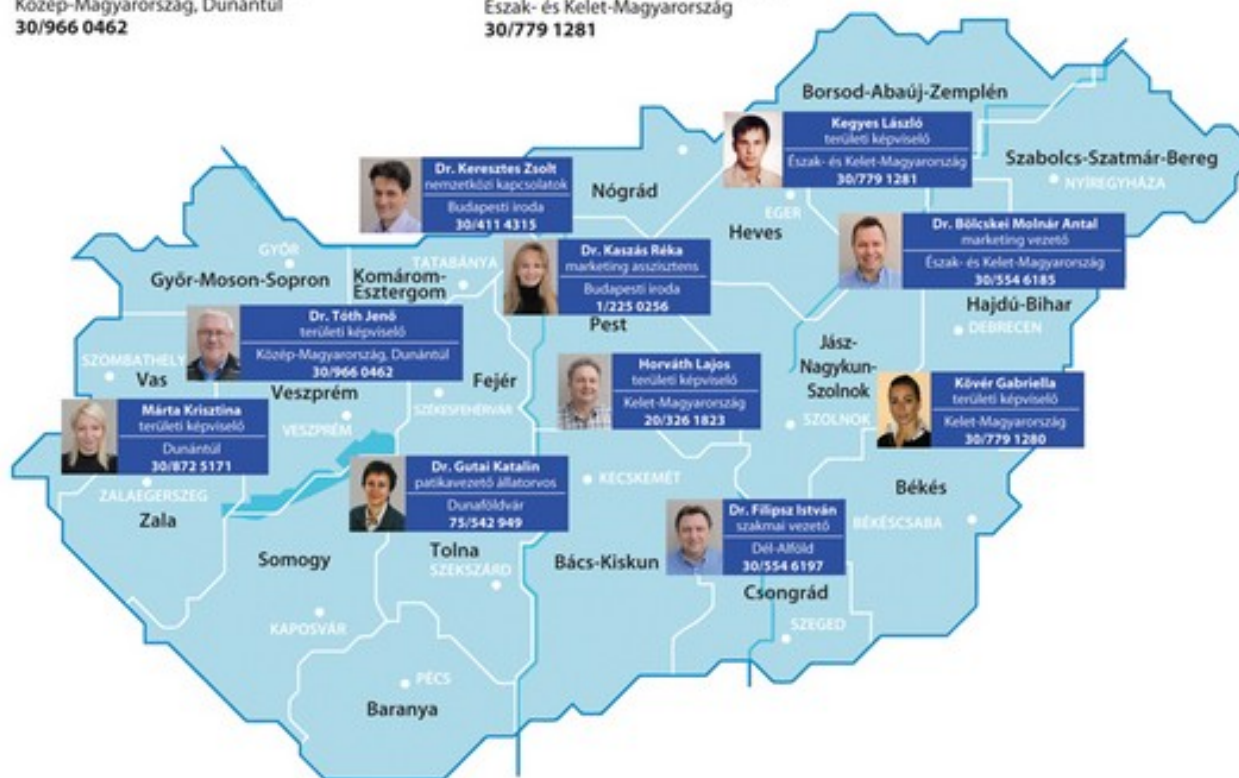 Közép-Magyarország, Dunántúl
30/966 0462
Észak- és Kelet-Magyarország
30/779 1281
Borsod-Abaúj-Zemplén
Kegyes László
területi képviselő
Észak- és Kelet-Magyarország
30/779 1281
Szabolcs-Szatmár-Bereg
NYÍREGYHÁZA
Dr. Keresztes Zsolt
nemzetközi kapcsolatok
Budapesti iroda
30/411 4315
Nógrád
EGER
Heves
Dr. Bölcskei Molnár Antal
marketing vezető
Észak- és Kelet-Magyarország
30/554 6185
Dr. Kaszás Réka
marketing asszisztens
Budapesti iroda
1/225 0256
GYŐR
Győr-Moson-Sopron
TATABÁNYA
Komárom-
Esztergom
Hajdú-Bihar
DEBRECEN
Pest
Dr. Tóth Jenő
területi képviselő
Közép-Magyarország, Dunántúl
30/966 0462
Jász-
Nagykun-
Szolnok
SZOLNOK
SZOMBATHELY
Vas
Veszprém
Fejér
SZÉKESFEHÉRVÁR
Horváth Lajos
területi képviselő
Kelet-Magyarország
20/326 1823
Kövér Gabriella
területi képviselő
Kelet-Magyarország
30/779 1280
Márta Krisztina
területi képviselő
Dunántúl
30/872 5171
VESZPRÉM
Dr. Gutai Katalin
patikavezető állatorvos
Dunaföldvár
75/542 949
KECSKEMÉT
Békés
BÉKÉSCSABA
ZALAEGERSZEG
Zala
Dr. Filipsz István
szakmai vezető
Dél-Alföld
30/554 6197
Somogy
Tolna
SZEKSZÁRD
Bács-Kiskun
Csongrád
SZEGED
KAPOSVÁR
PÉCS
Baranya